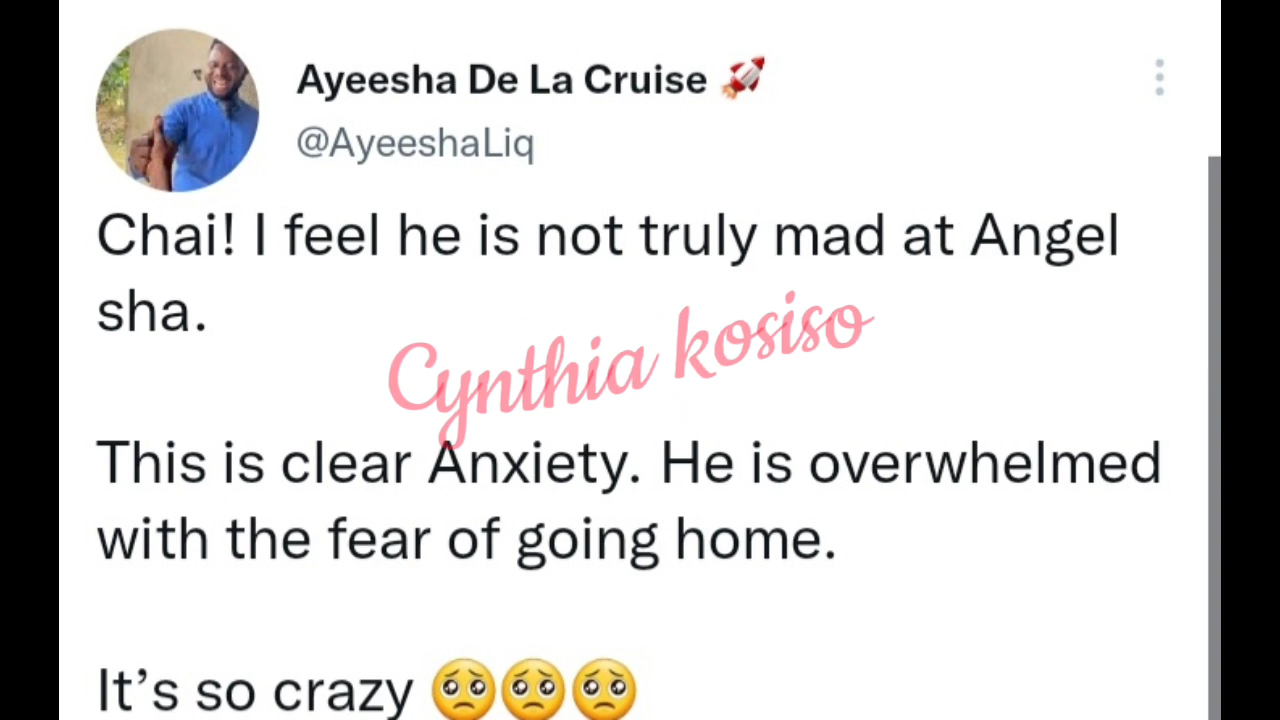 Ayeesha De La Cruise 🚀
@AyeeshaLiq
Chai! I feel he is not truly mad at Angel
sha.
Cynthia kosiso
This is clear Anxiety. He is overwhelmed
with the fear of going home.
It’s so crazy 🥺🥺🥺